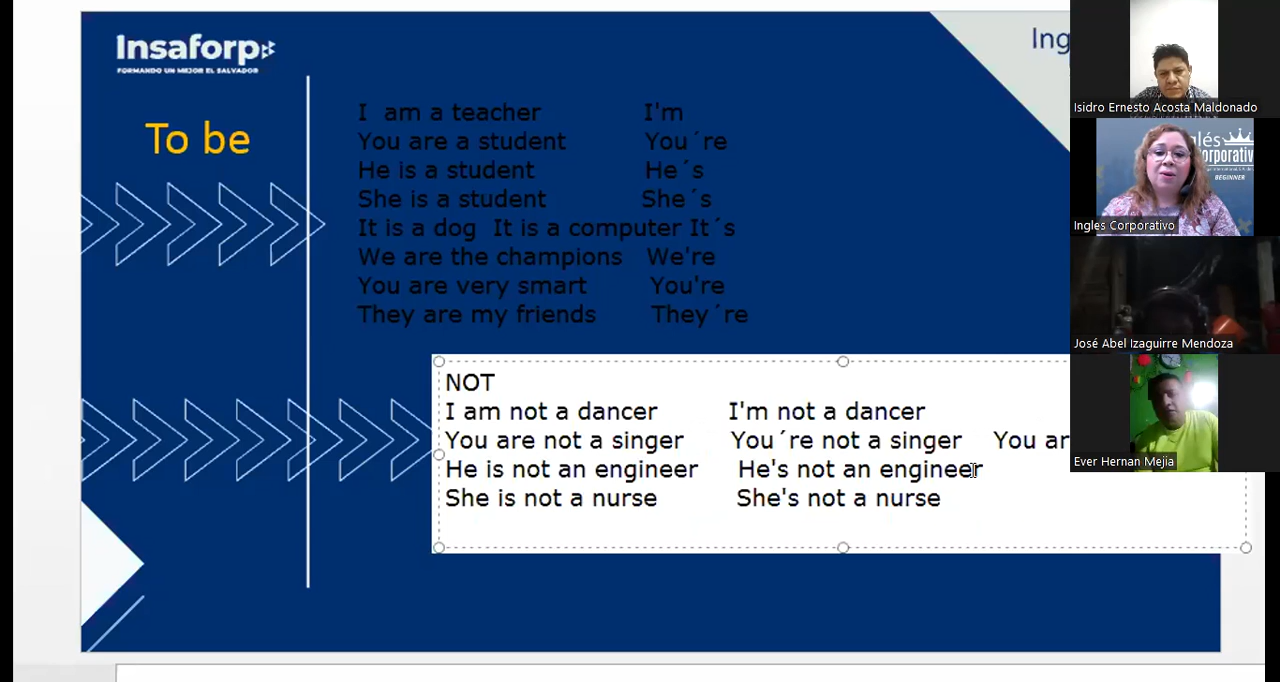 Insaforp
FORMANDO UN MEJOR EL SALVADOR
Ing
To be
I am a teacher I'm
You are a student You´re
He is a student He´s
She is a student She´s
It is a dog It is a computer It´s
We are the champions We're
You are very smart You're
They are my friends They´re
NOT
I am not a dancer I'm not a dancer
You are not a singer You´re not a singer You ar
He is not an engineer He's not an engineer
She is not a nurse She's not a nurse
Isidro Ernesto Acosta Maldonado
glés
orporativ
BEGINNER
Ingles Corporativo
José Abel Izaguirre Mendoza
Ever Hernan Mejia